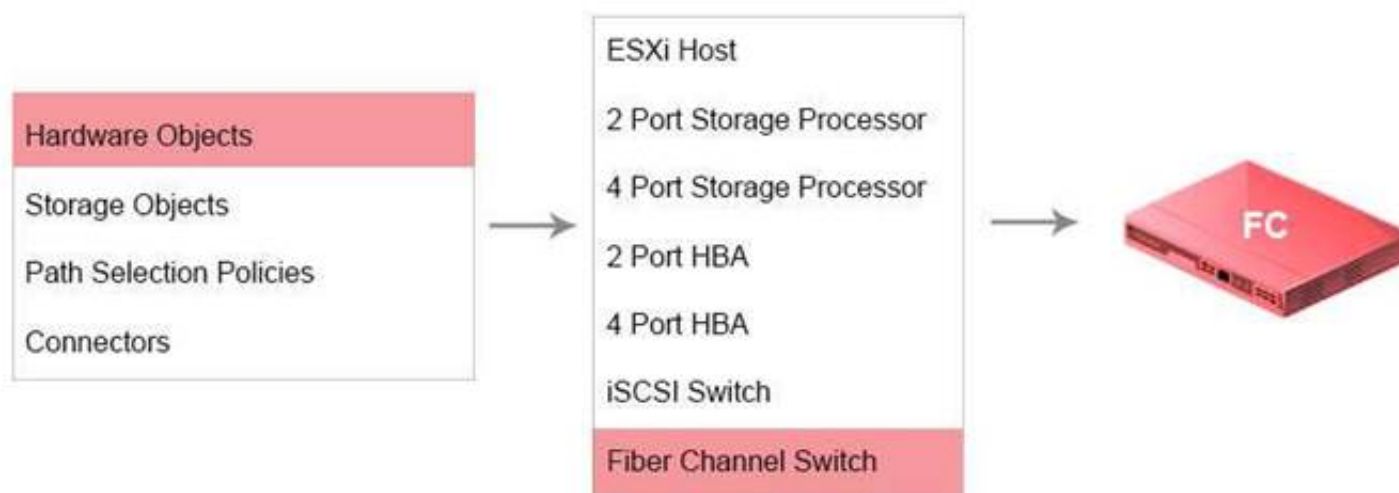 Hardware Objects
Storage Objects
Path Selection Policies
Connectors
ESXi Host
2 Port Storage Processor
4 Port Storage Processor
2 Port HBA
4 Port HBA
iSCSI Switch
Fiber Channel Switch
FC